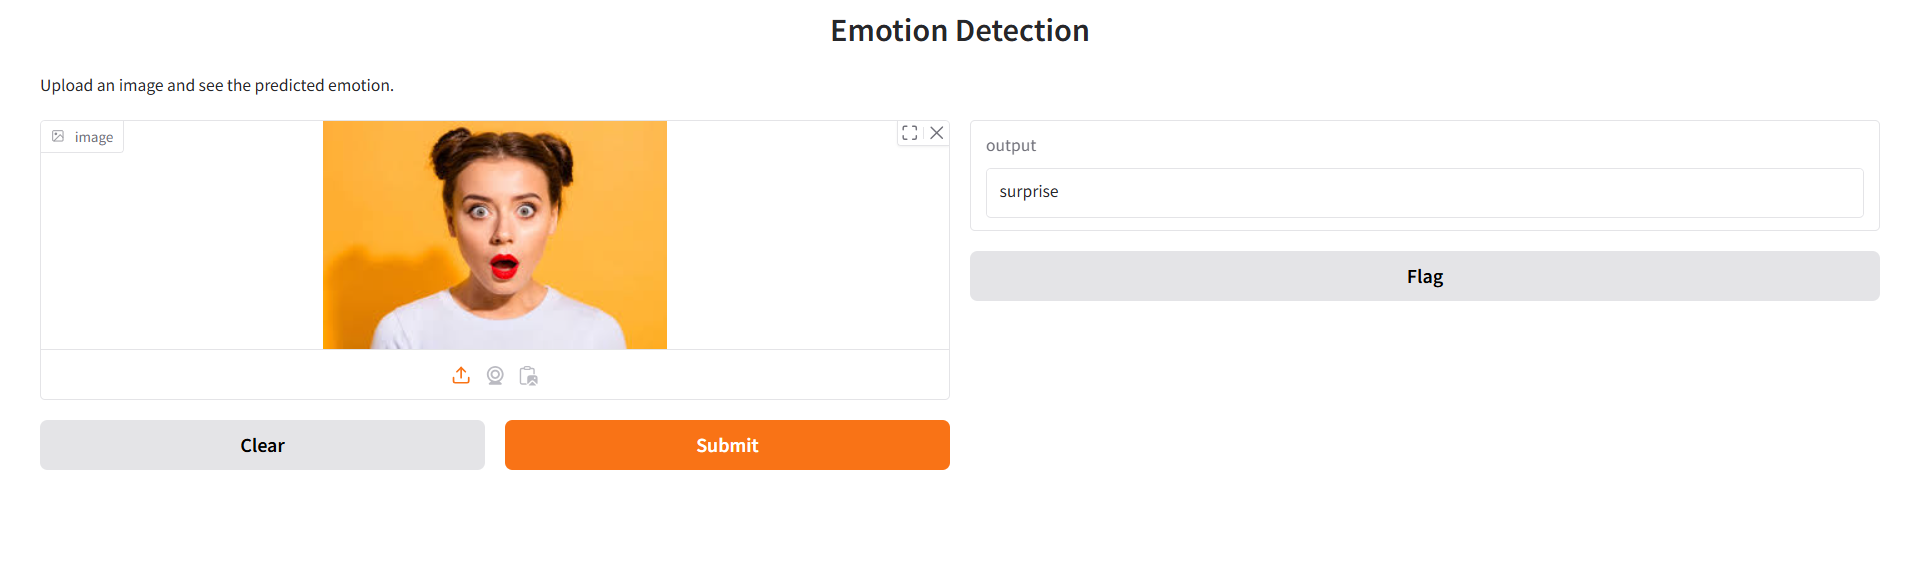 Emotion Detection
Upload an image and see the predicted emotion.
image
output
surprise
Flag
Clear
Submit